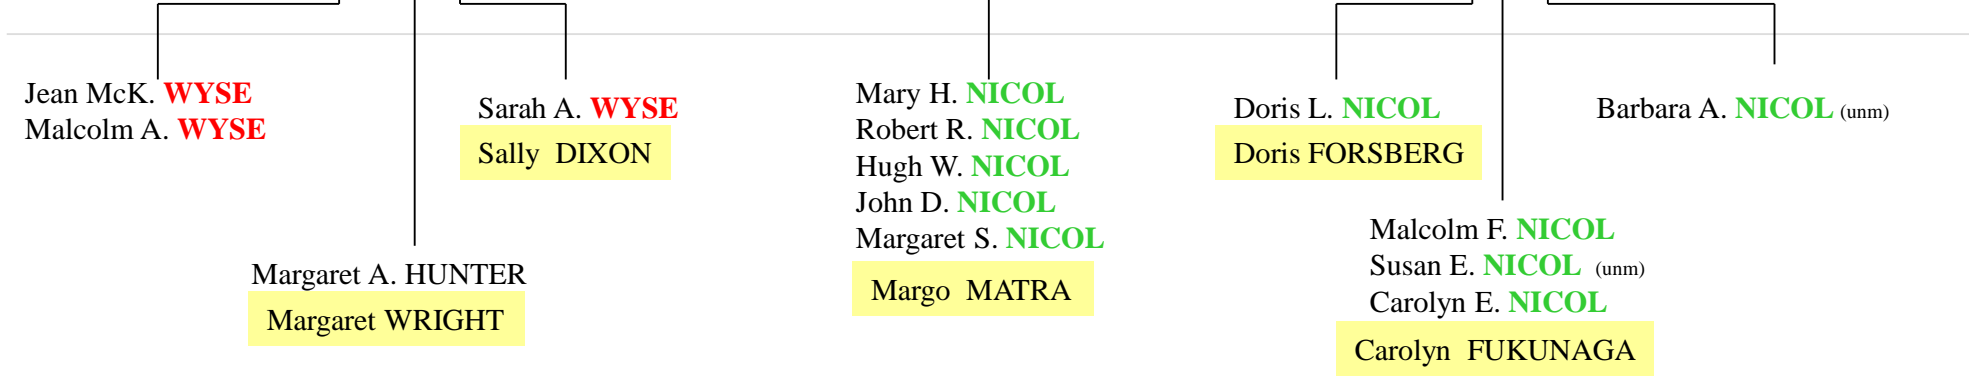 Jean McK. WYSE
Malcolm A. WYSE
Margaret A. HUNTER
Margaret WRIGHT
Sarah A. WYSE
Sally DIXON
Mary H. NICOL
Robert R. NICOL
Hugh W. NICOL
John D. NICOL
Margaret S. NICOL
Margo MATRA
Doris L. NICOL
Doris FORSBERG
Malcolm F. NICOL
Susan E. NICOL (unm)
Carolyn E. NICOL
Carolyn FUKUNAGA
Barbara A. NICOL (unm)